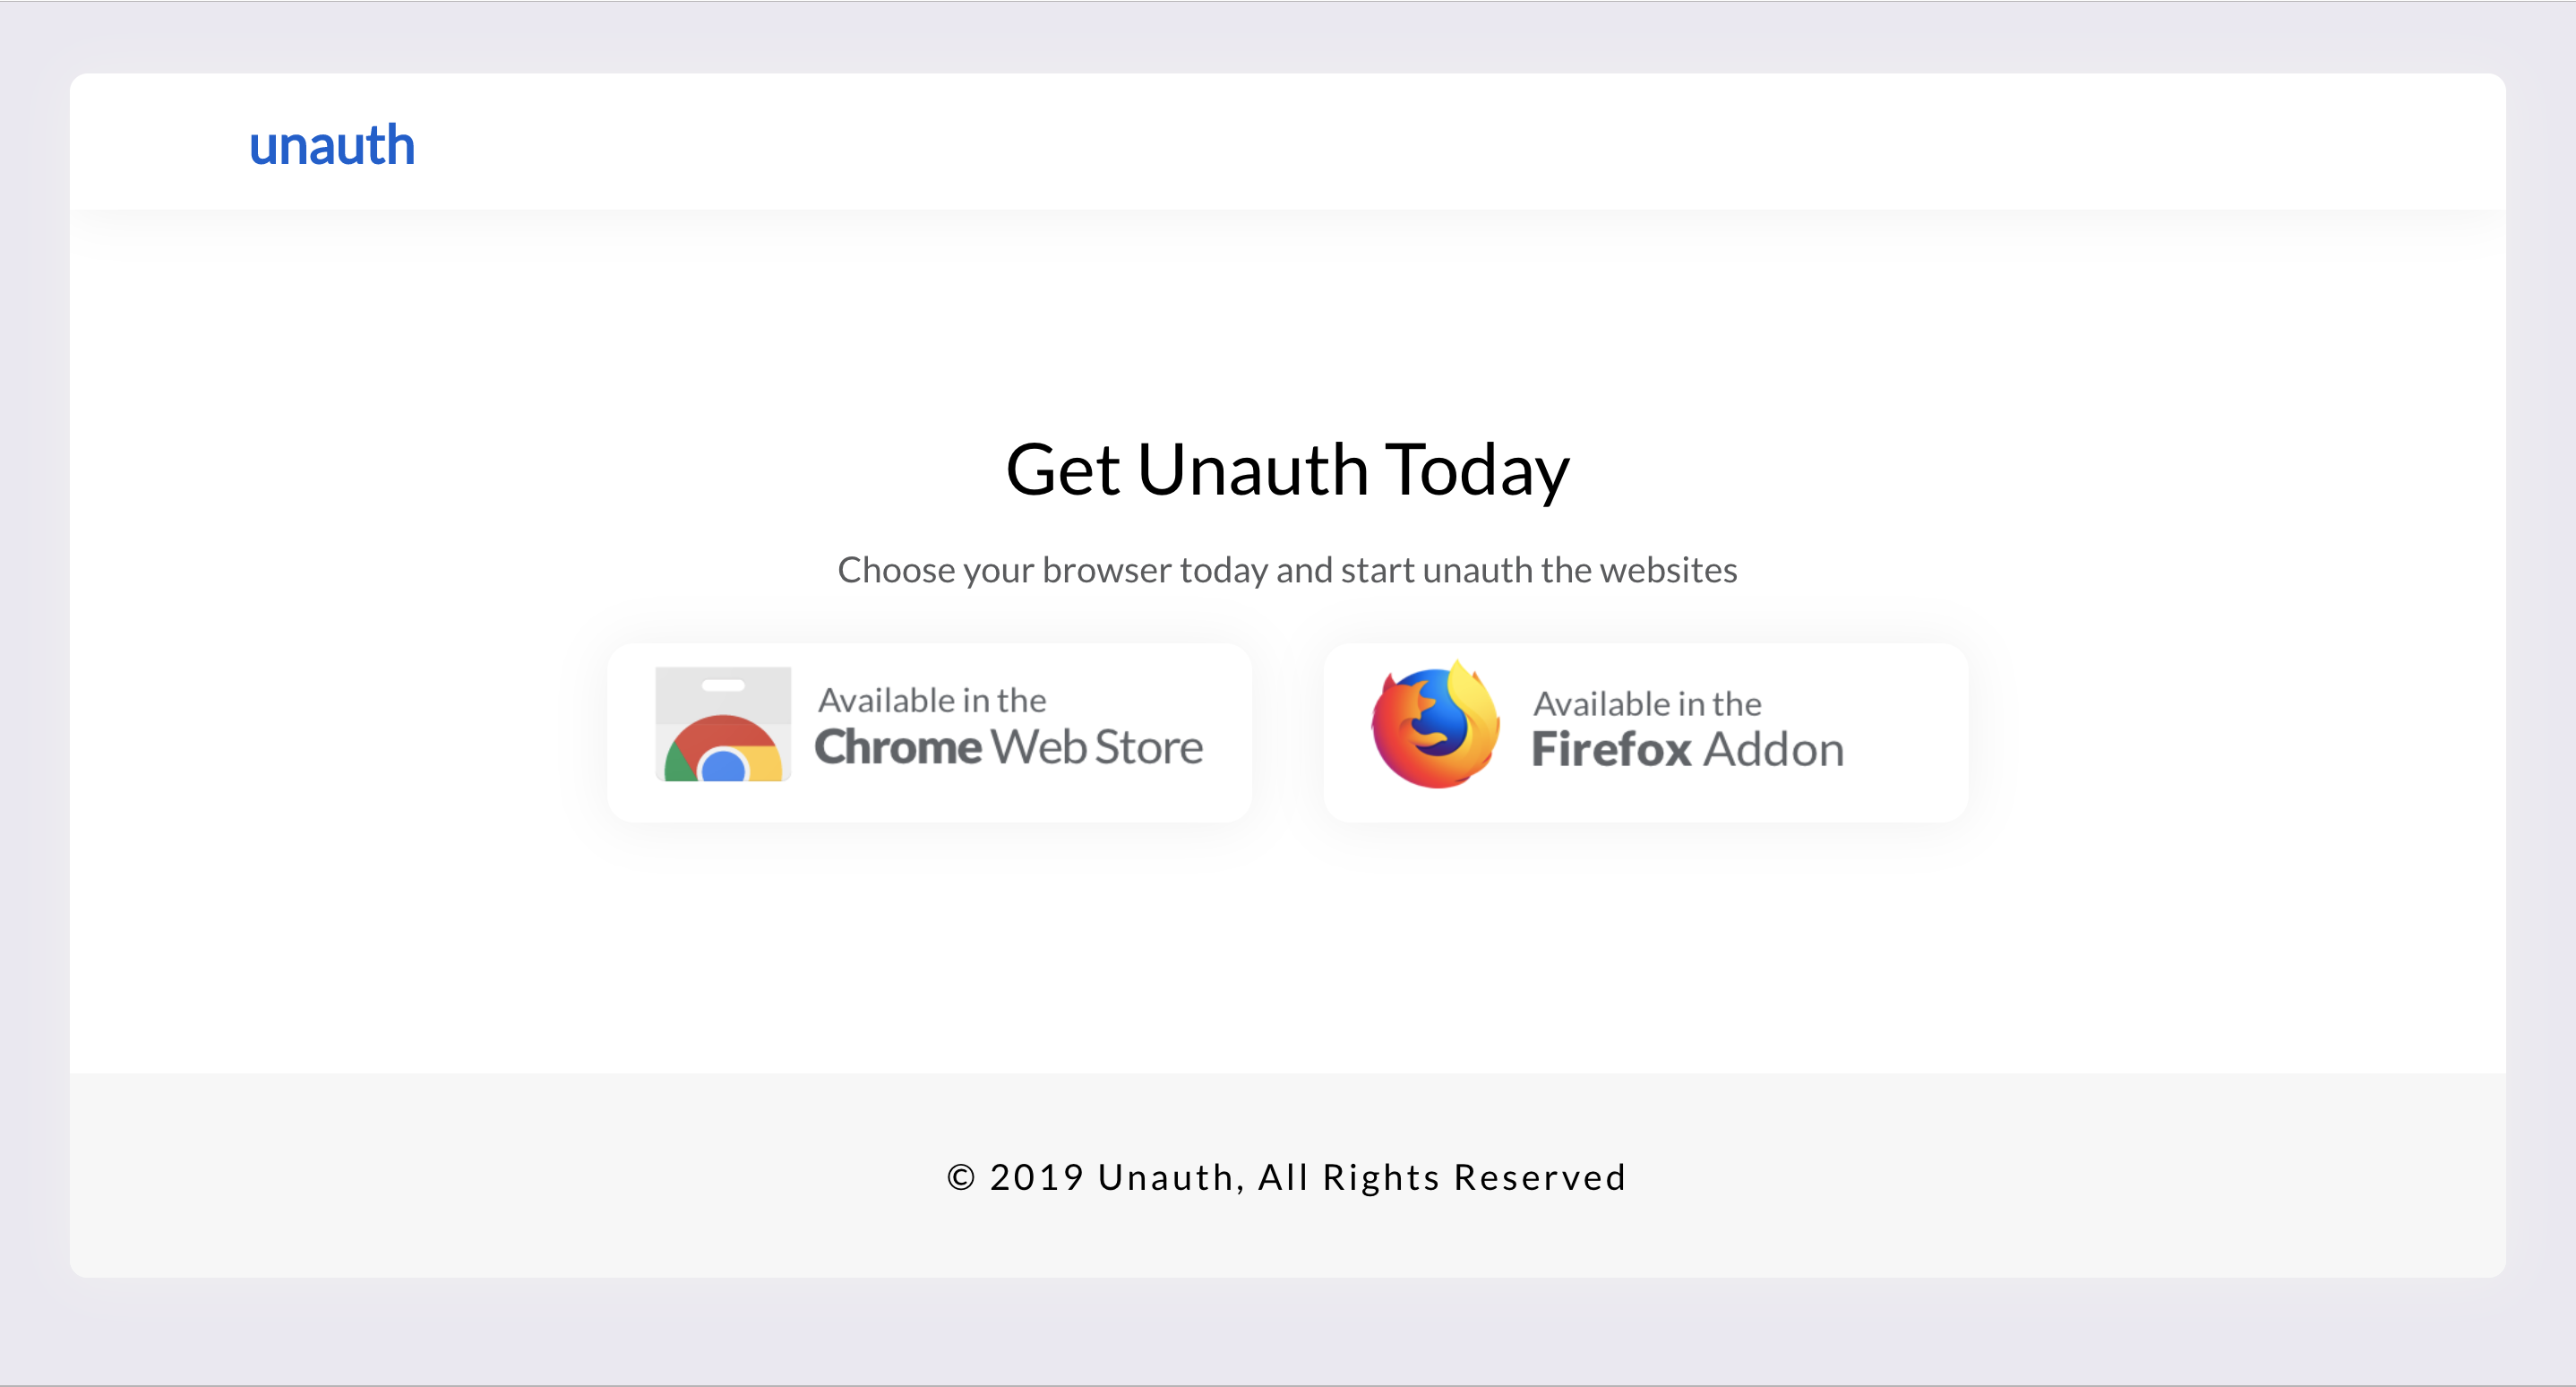 unauth
Get Unauth Today
Choose your browser today and start unauth the websites
Available in the
Chrome Web Store
Available in the
Firefox Addon
© 2019 Unauth, All Rights Reserved